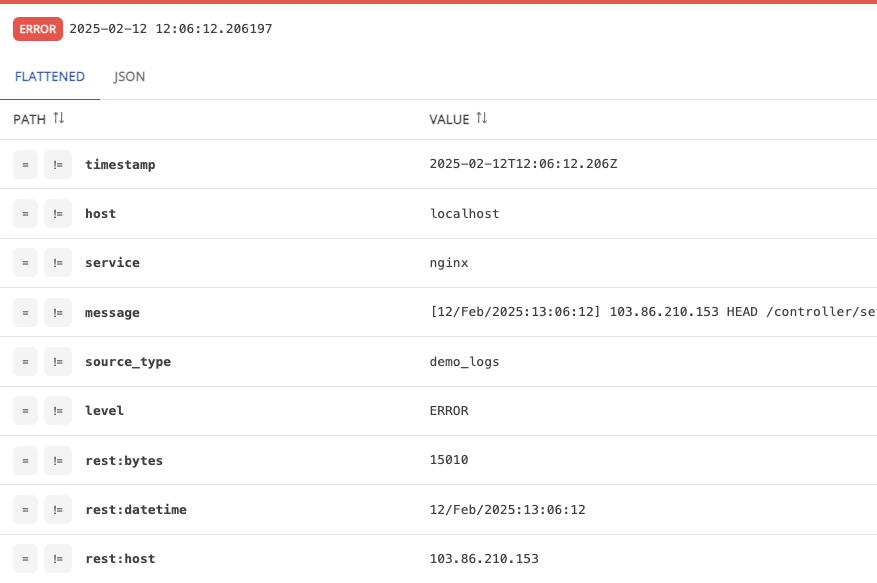 ERROR 2025-02-12 12:06:12.206197
FLATTENED JSON
PATH VALUE
= != timestamp 2025-02-12T12:06:12.206Z
= != host localhost
= != service nginx
= != message [12/Feb/2025:13:06:12] 103.86.210.153 HEAD /controller/se
= != source_type demo_logs
= != level ERROR
= != rest:bytes 15010
= != rest:datetime 12/Feb/2025:13:06:12
= != rest:host 103.86.210.153